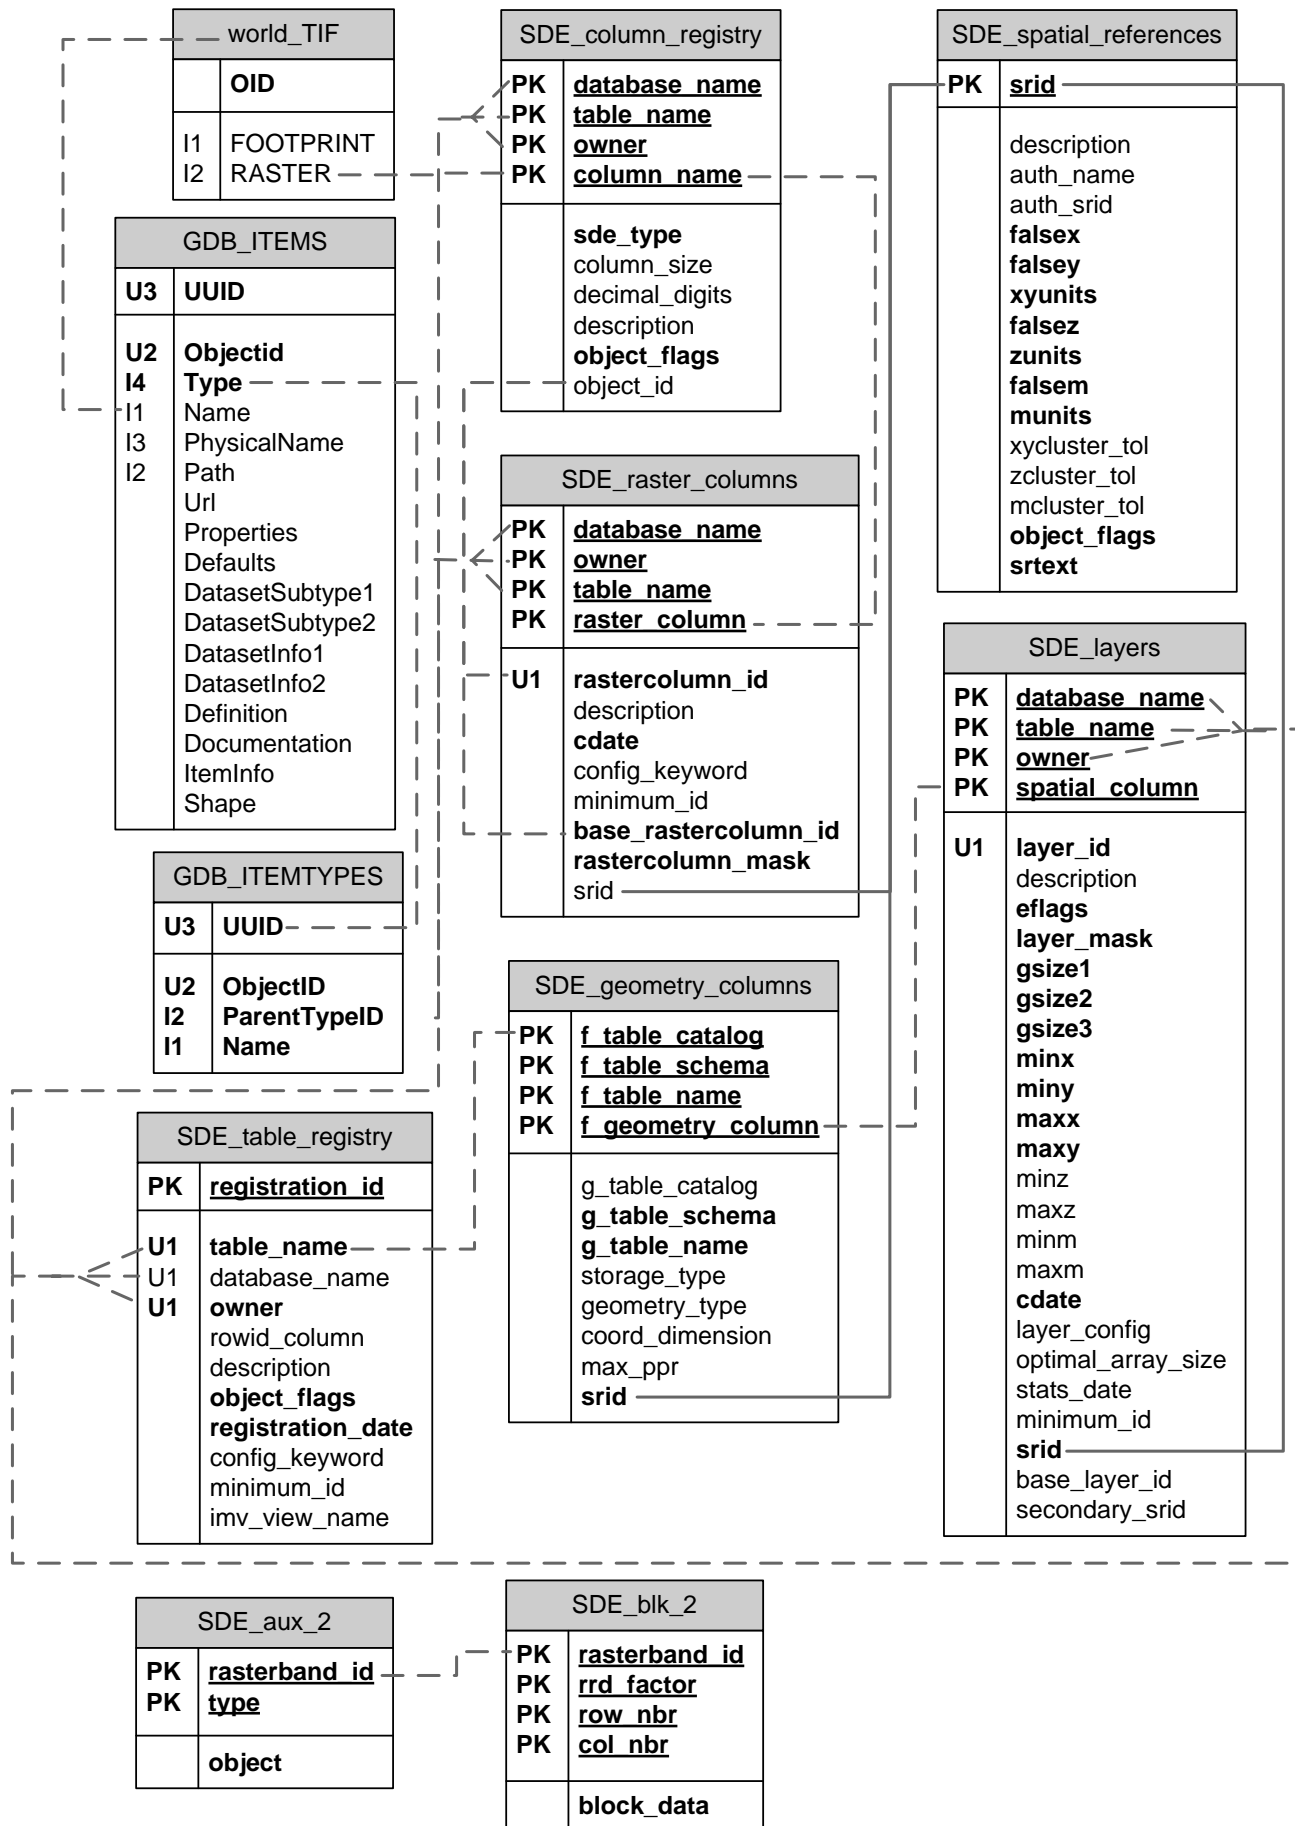 world_TIF
OID
I1 FOOTPRINT
I2 RASTER
GDB_ITEMS
U3 UUID
U2 Objectid
I4 Type
I1 Name
I3 PhysicalName
I2 Path
Url
Properties
Defaults
DatasetSubtype1
DatasetSubtype2
DatasetInfo1
DatasetInfo2
Definition
Documentation
ItemInfo
Shape
GDB_ITEMTYPES
U3 UUID
U2 ObjectID
I2 ParentTypeID
I1 Name
SDE_table_registry
PK registration_id
U1 table_name
U1 database_name
U1 owner
rowid_column
description
object_flags
registration_date
config_keyword
minimum_id
imv_view_name
SDE_column_registry
PK database_name
PK table_name
PK owner
PK column_name
sde_type
column_size
decimal_digits
description
object_flags
object_id
SDE_raster_columns
PK database_name
PK owner
PK table_name
PK raster_column
U1 rastercolumn_id
description
cdate
config_keyword
minimum_id
base_rastercolumn_id
rastercolumn_mask
srid
SDE_geometry_columns
PK f_table_catalog
PK f_table_schema
PK f_table_name
PK f_geometry_column
g_table_catalog
g_table_schema
g_table_name
storage_type
geometry_type
coord_dimension
max_ppr
srid
SDE_spatial_references
PK srid
description
auth_name
auth_srid
falsex
falsey
xyunits
falsez
zunits
falsem
munits
xycluster_tol
zcluster_tol
mcluster_tol
object_flags
srtext
SDE_layers
PK database_name
PK table_name
PK owner
PK spatial_column
U1 layer_id
description
eflags
layer_mask
gsize1
gsize2
gsize3
minx
miny
maxx
maxy
minz
maxz
minm
maxm
cdate
layer_config
optimal_array_size
stats_date
minimum_id
srid
base_layer_id
secondary_srid
SDE_aux_2
PK rasterband_id
PK type
object
SDE_blk_2
PK rasterband_id
PK rrd_factor
PK row_nbr
PK col_nbr
block_data